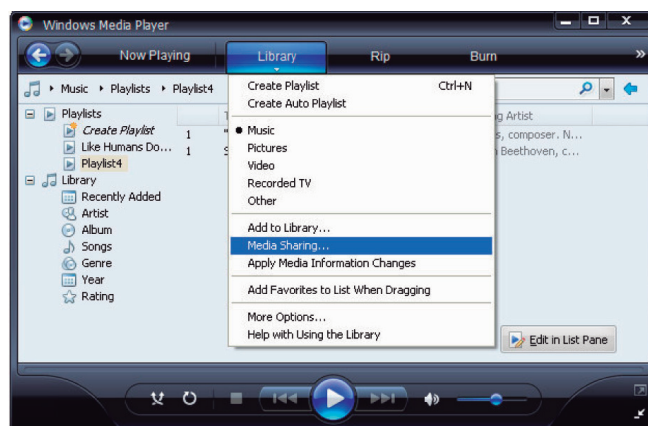 Windows Media Player
Now Playing Library Rip Burn »
Music Playlists Playlist4
Create Playlist Ctrl+N
Create Auto Playlist
Music
Pictures
Video
Recorded TV
Other
Add to Library...
Media Sharing...
Apply Media Information Changes
Add Favorites to List When Dragging
More Options...
Help with Using the Library
Playlists
Create Playlist 1
Like Humans Do... 1
Playlist4
Library
Recently Added
Artist
Album
Songs
Genre
Year
Rating
ng Artist
s, composer. N...
Beethoven, c...
Edit in List Pane